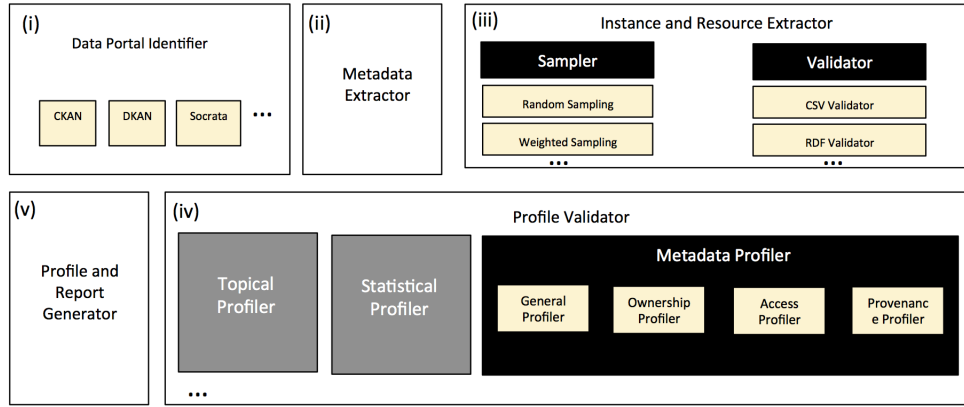 (i)
Data Portal Identifier
CKAN
DKAN
Socrata
...
(ii)
Metadata
Extractor
(iii)
Instance and Resource Extractor
Sampler
Random Sampling
Weighted Sampling
...
Validator
CSV Validator
RDF Validator
...
(v)
Profile and
Report
Generator
(iv)
Profile Validator
Topical
Profiler
...
Statistical
Profiler
Metadata Profiler
General
Profiler
Ownership
Profiler
Access
Profiler
Provenanc
e Profiler